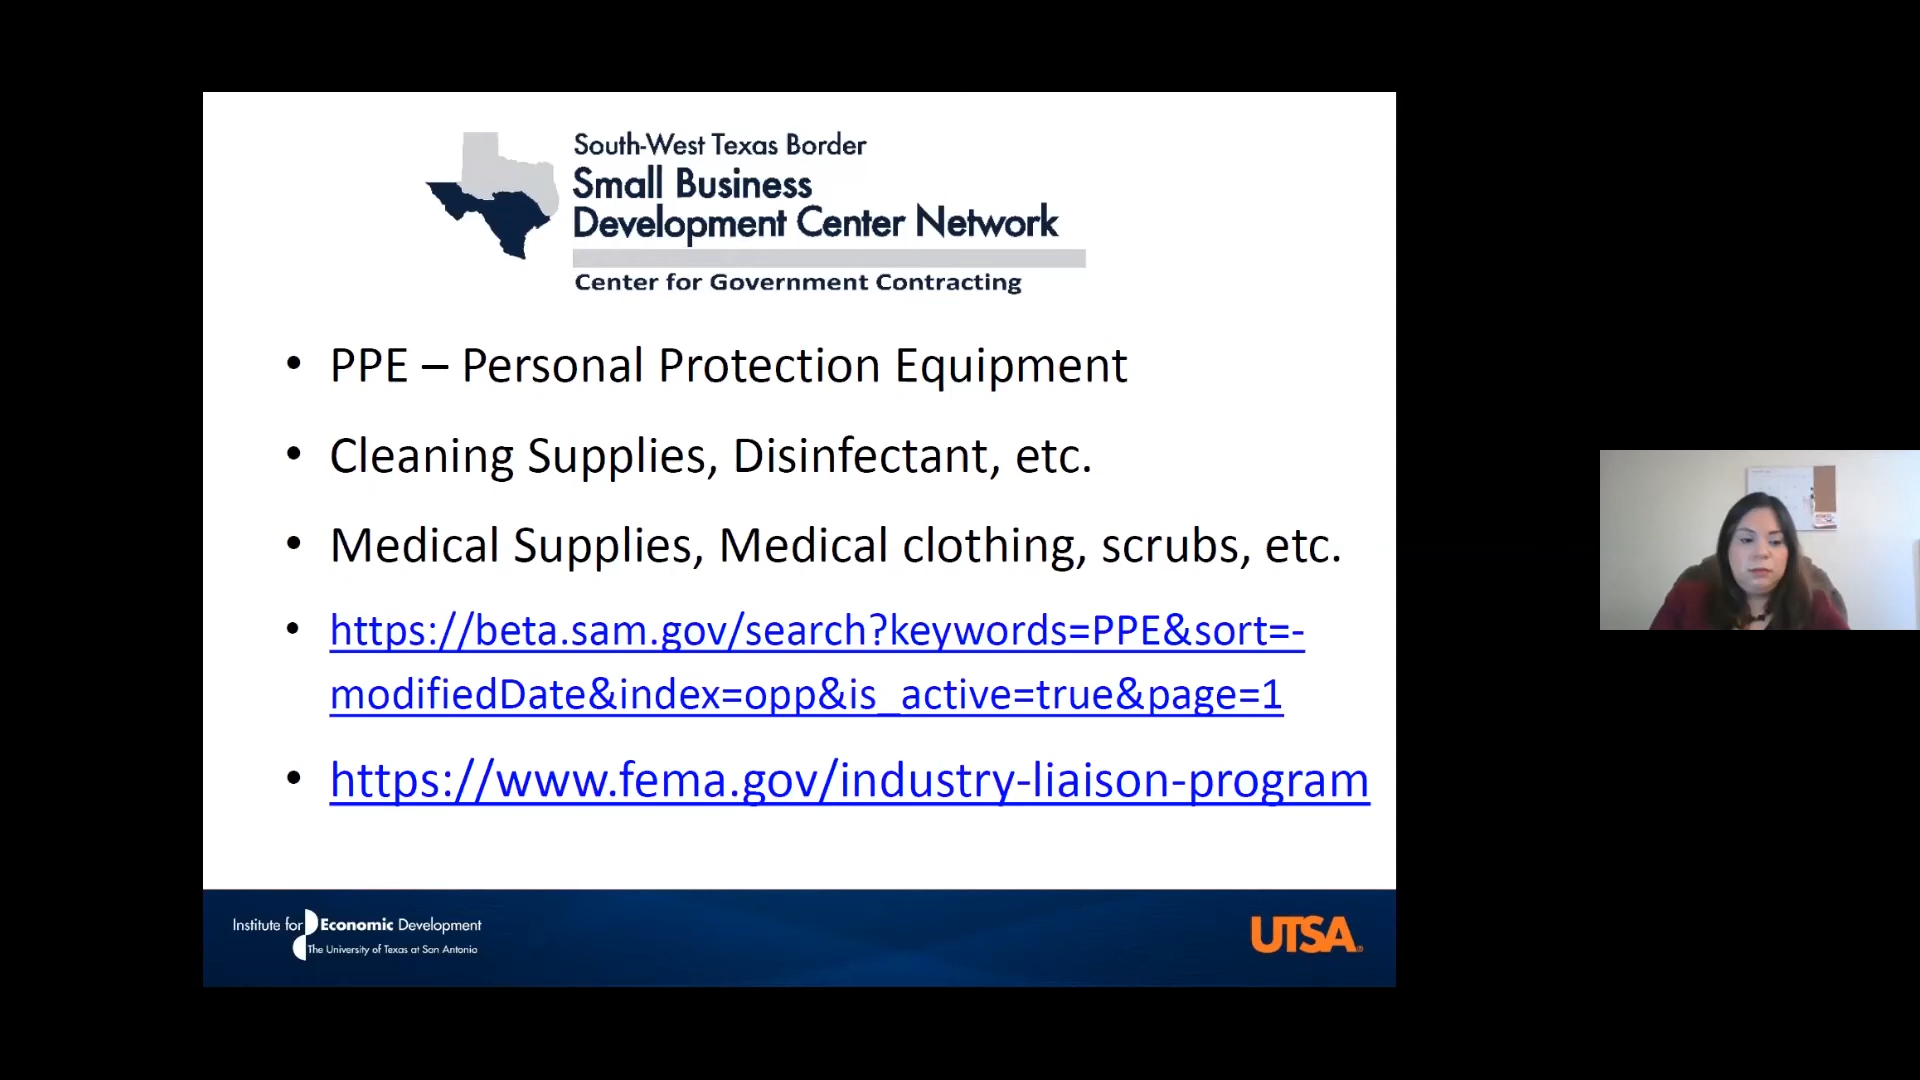 South-West Texas Border
Small Business
Development Center Network
Center for Government Contracting
• PPE – Personal Protection Equipment
• Cleaning Supplies, Disinfectant, etc.
• Medical Supplies, Medical clothing, scrubs, etc.
• https://beta.sam.gov/search?keywords=PPE&sort=-
modifiedDate&index=opp&is_active=true&page=1
• https://www.fema.gov/industry-liaison-program
Institute for Economic Development
The University of Texas at San Antonio
UTSA®